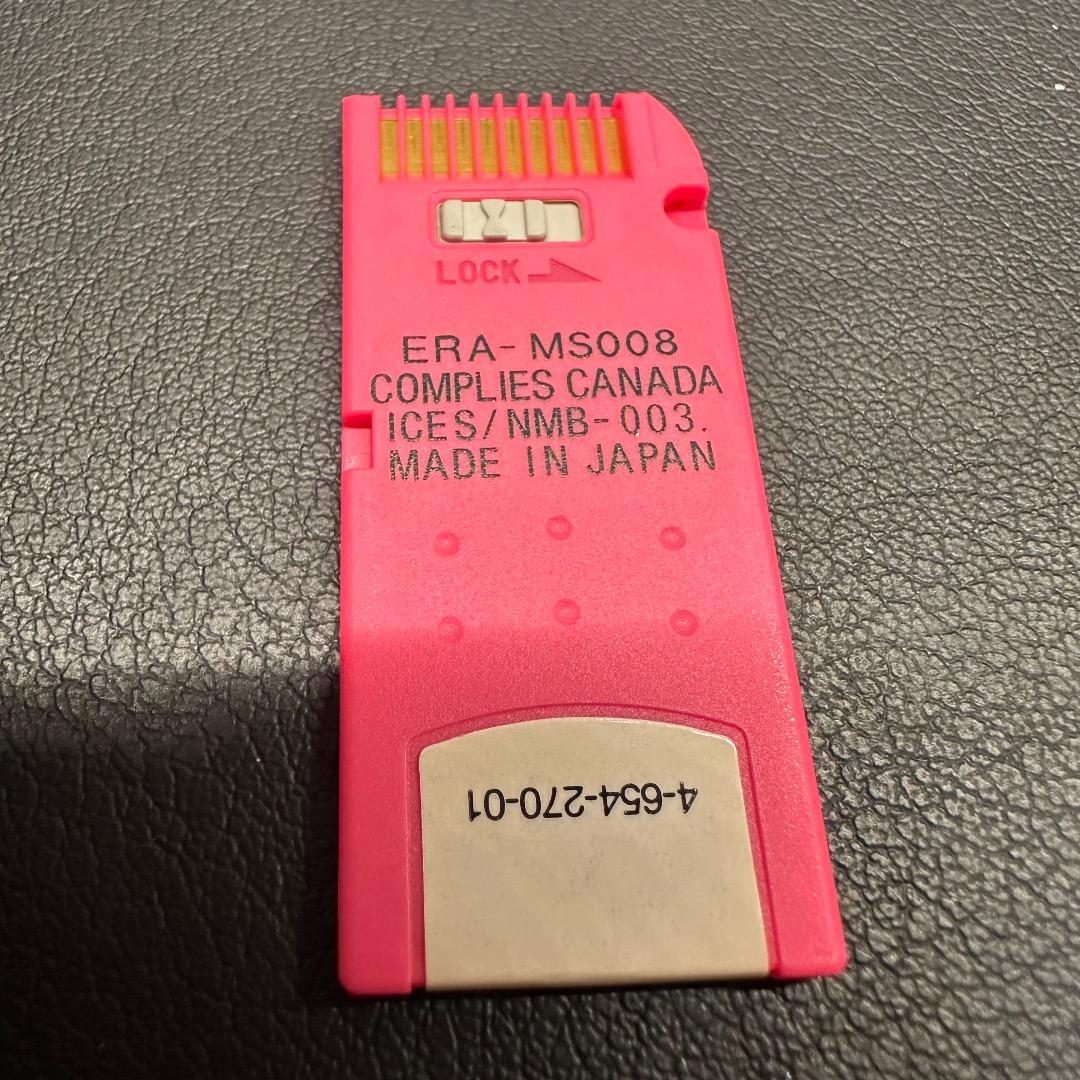 LOCK
ERA-MS008
COMPLIES CANADA
ICES/NMB-003.
MADE IN JAPAN
4-654-270-01